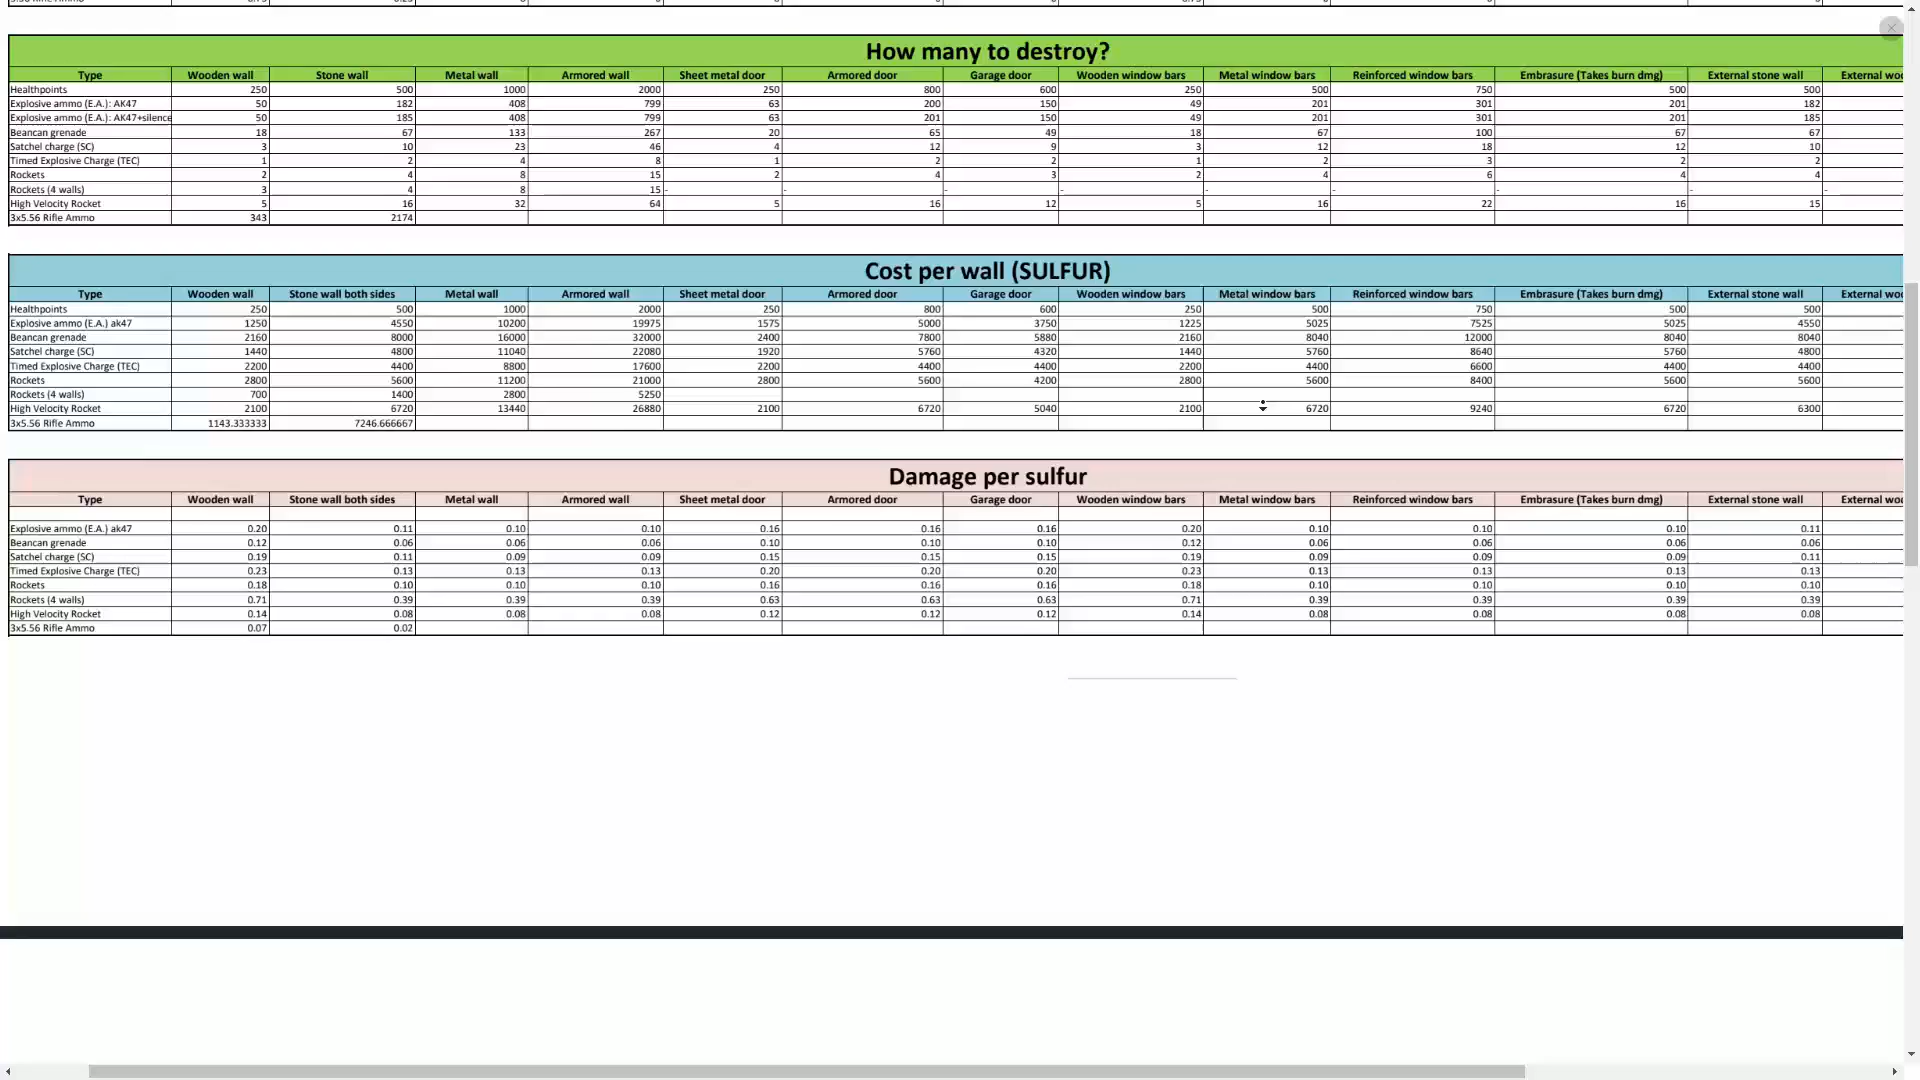 How many to destroy?
Type Wooden wall Stone wall Metal wall Armored wall Sheet metal door Armored door Garage door Wooden window bars Metal window bars Reinforced window bars Embrasure (Takes burn dmg) External stone wall External woo
Healthpoints 250 500 1000 2000 250 800 600 250 500 750 500 500
Explosive ammo (E.A.): AK47 50 182 408 799 63 200 150 49 201 301 201 182
Explosive ammo (E.A.): AK47+silence 50 185 408 799 63 201 150 49 201 301 201 185
Beancan grenade 18 67 133 267 20 65 49 18 67 100 67 67
Satchel charge (SC) 3 10 23 46 4 12 9 3 12 18 12 10
Timed Explosive Charge (TEC) 1 2 4 8 1 2 2 1 2 3 2 2
Rockets 2 4 8 15 2 4 3 2 4 6 4 4
Rockets (4 walls) 3 4 8 15 - - - - - - - - -
High Velocity Rocket 5 16 32 64 5 16 12 5 16 22 16 15
3x5.56 Rifle Ammo 343 2174
Cost per wall (SULFUR)
Type Wooden wall Stone wall both sides Metal wall Armored wall Sheet metal door Armored door Garage door Wooden window bars Metal window bars Reinforced window bars Embrasure (Takes burn dmg) External stone wall External woo
Healthpoints 250 500 1000 2000 250 800 600 250 500 750 500 500
Explosive ammo (E.A.) ak47 1250 4550 10200 19975 1575 5000 3750 1225 5025 7525 5025 4550
Beancan grenade 2160 8000 16000 32000 2400 7800 5880 2160 8040 12000 8040 8040
Satchel charge (SC) 1440 4800 11040 22080 1920 5760 4320 1440 5760 8640 5760 4800
Timed Explosive Charge (TEC) 2200 4400 8800 17600 2200 4400 4400 2200 4400 6600 4400 4400
Rockets 2800 5600 11200 21000 2800 5600 4200 2800 5600 8400 5600 5600
Rockets (4 walls) 700 1400 2800 5250
High Velocity Rocket 2100 6720 13440 26880 2100 6720 5040 2100 6720 9240 6720 6300
3x5.56 Rifle Ammo 1143.333333 7246.666667
Damage per sulfur
Type Wooden wall Stone wall both sides Metal wall Armored wall Sheet metal door Armored door Garage door Wooden window bars Metal window bars Reinforced window bars Embrasure (Takes burn dmg) External stone wall External woo
Explosive ammo (E.A.) ak47 0.20 0.11 0.10 0.10 0.16 0.16 0.16 0.20 0.10 0.10 0.10 0.11
Beancan grenade 0.12 0.06 0.06 0.06 0.10 0.10 0.10 0.12 0.06 0.06 0.06 0.06
Satchel charge (SC) 0.19 0.11 0.09 0.09 0.15 0.15 0.15 0.19 0.09 0.09 0.09 0.11
Timed Explosive Charge (TEC) 0.23 0.13 0.13 0.13 0.20 0.20 0.20 0.23 0.13 0.13 0.13 0.13
Rockets 0.18 0.10 0.10 0.10 0.16 0.16 0.16 0.18 0.10 0.10 0.10 0.10
Rockets (4 walls) 0.71 0.39 0.39 0.39 0.63 0.63 0.63 0.71 0.39 0.39 0.39 0.39
High Velocity Rocket 0.14 0.08 0.08 0.08 0.12 0.12 0.12 0.14 0.08 0.08 0.08 0.08
3x5.56 Rifle Ammo 0.07 0.02